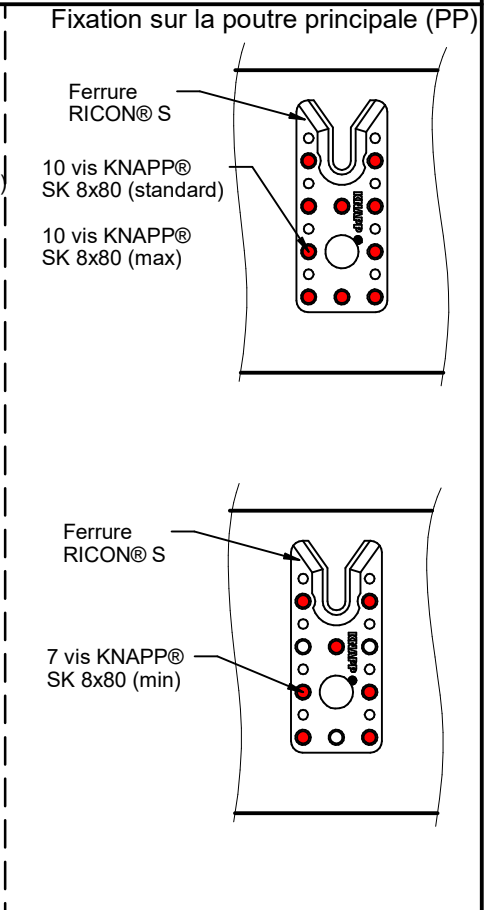 Fixation sur la poutre principale (PP)
Ferrure
RICON® S
10 vis KNAPP®
SK 8x80 (standard)
10 vis KNAPP®
SK 8x80 (max)
KNAPP
Ferrure
RICON® S
7 vis KNAPP®
SK 8x80 (min)
KNAPP
)